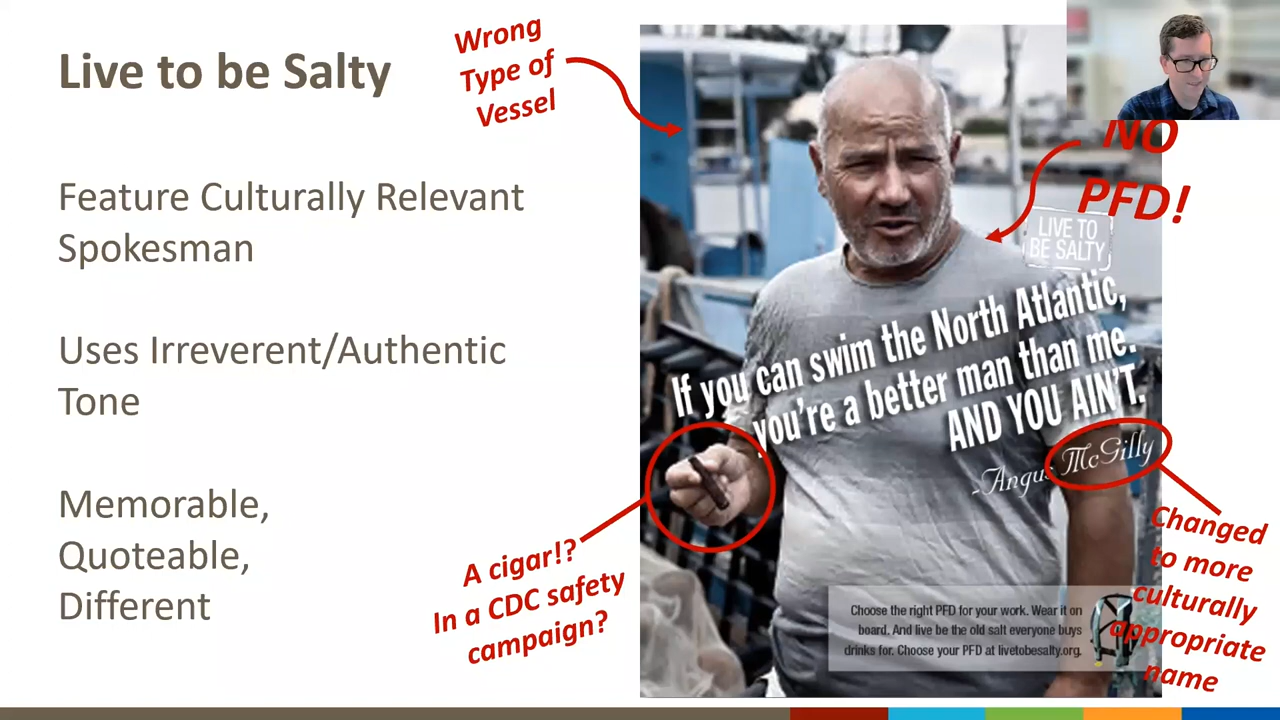 Live to be Salty
Feature Culturally Relevant
Spokesman
Uses Irreverent/Authentic
Tone
Memorable,
Quoteable,
Different
Wrong
Type of
Vessel
NO
PFD!
LIVE TO
BE SALTY
If you can swim the North Atlantic,
you're a better man than me.
AND YOU AIN'T.
-Angus McGilly
A cigar!?
In a CDC safety
campaign?
Changed
to more
culturally
appropriate
name
Choose the right PFD for your work. Wear it on
board. And live be the old salt everyone buys
drinks for. Choose your PFD at livetobesalty.org.